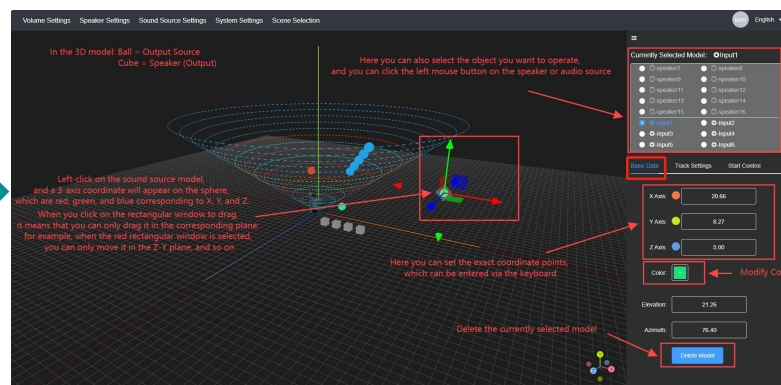 Volume Settings Speaker Settings Sound Source Settings System Settings Scene Selection
English
In the 3D model: Ball = Output Source
Cube = Speaker (Output)
Here you can also select the object you want to operate,
and you can click the left mouse button on the speaker or audio source
Currently Selected Model: Input1
-speaker7 -speaker8
-speaker9 -speaker10
-speaker11 -speaker12
-speaker13 -speaker14
-speaker15 -speaker16
-Input1 -Input2
-Input3 -Input4
-Input5 -Input6
Left-click on the sound source model,
and a 3-axis coordinate will appear on the sphere,
which are red, green, and blue corresponding to X, Y, and Z.
When you click on the rectangular window to drag,
it means that you can only drag it in the corresponding plane:
for example, when the red rectangular window is selected,
you can only move it in the Z-Y plane, and so on
Basic Data Track Settings Start Control
X Axis: 20.66
Y Axis: 8.27
Z Axis: 5.00
Here you can set the exact coordinate points,
which can be entered via the keyboard
Color: Modify Co
Elevation: 21.26
Azimuth: 76.40
Delete the currently selected model
Delete Model